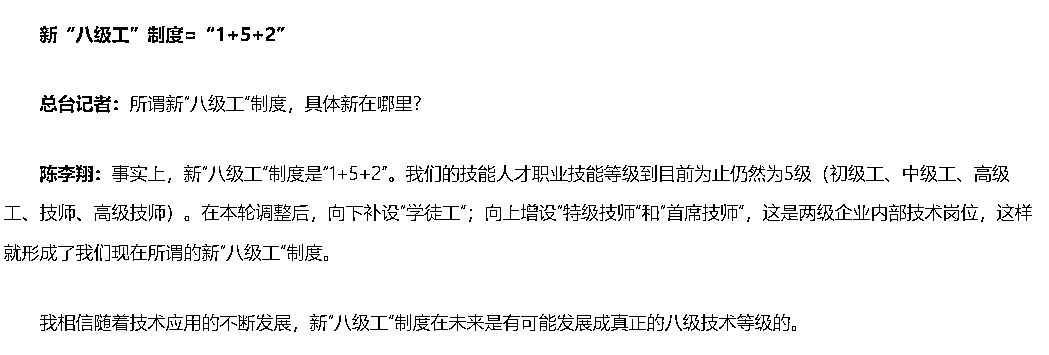 新“八级工”制度=“1+5+2”
总台记者：所谓新“八级工”制度，具体新在哪里？
陈李翔：事实上，新“八级工”制度是“1+5+2”。我们的技能人才职业技能等级到目前为止仍然为5级（初级工、中级工、高级
工、技师、高级技师）。在本轮调整后，向下补设“学徒工”；向上增设“特级技师”和“首席技师”，这是两级企业内部技术岗位，这样
就形成了我们现在所谓的新“八级工”制度。
我相信随着技术应用的不断发展，新“八级工”制度在未来是有可能发展成真正的八级技术等级的。